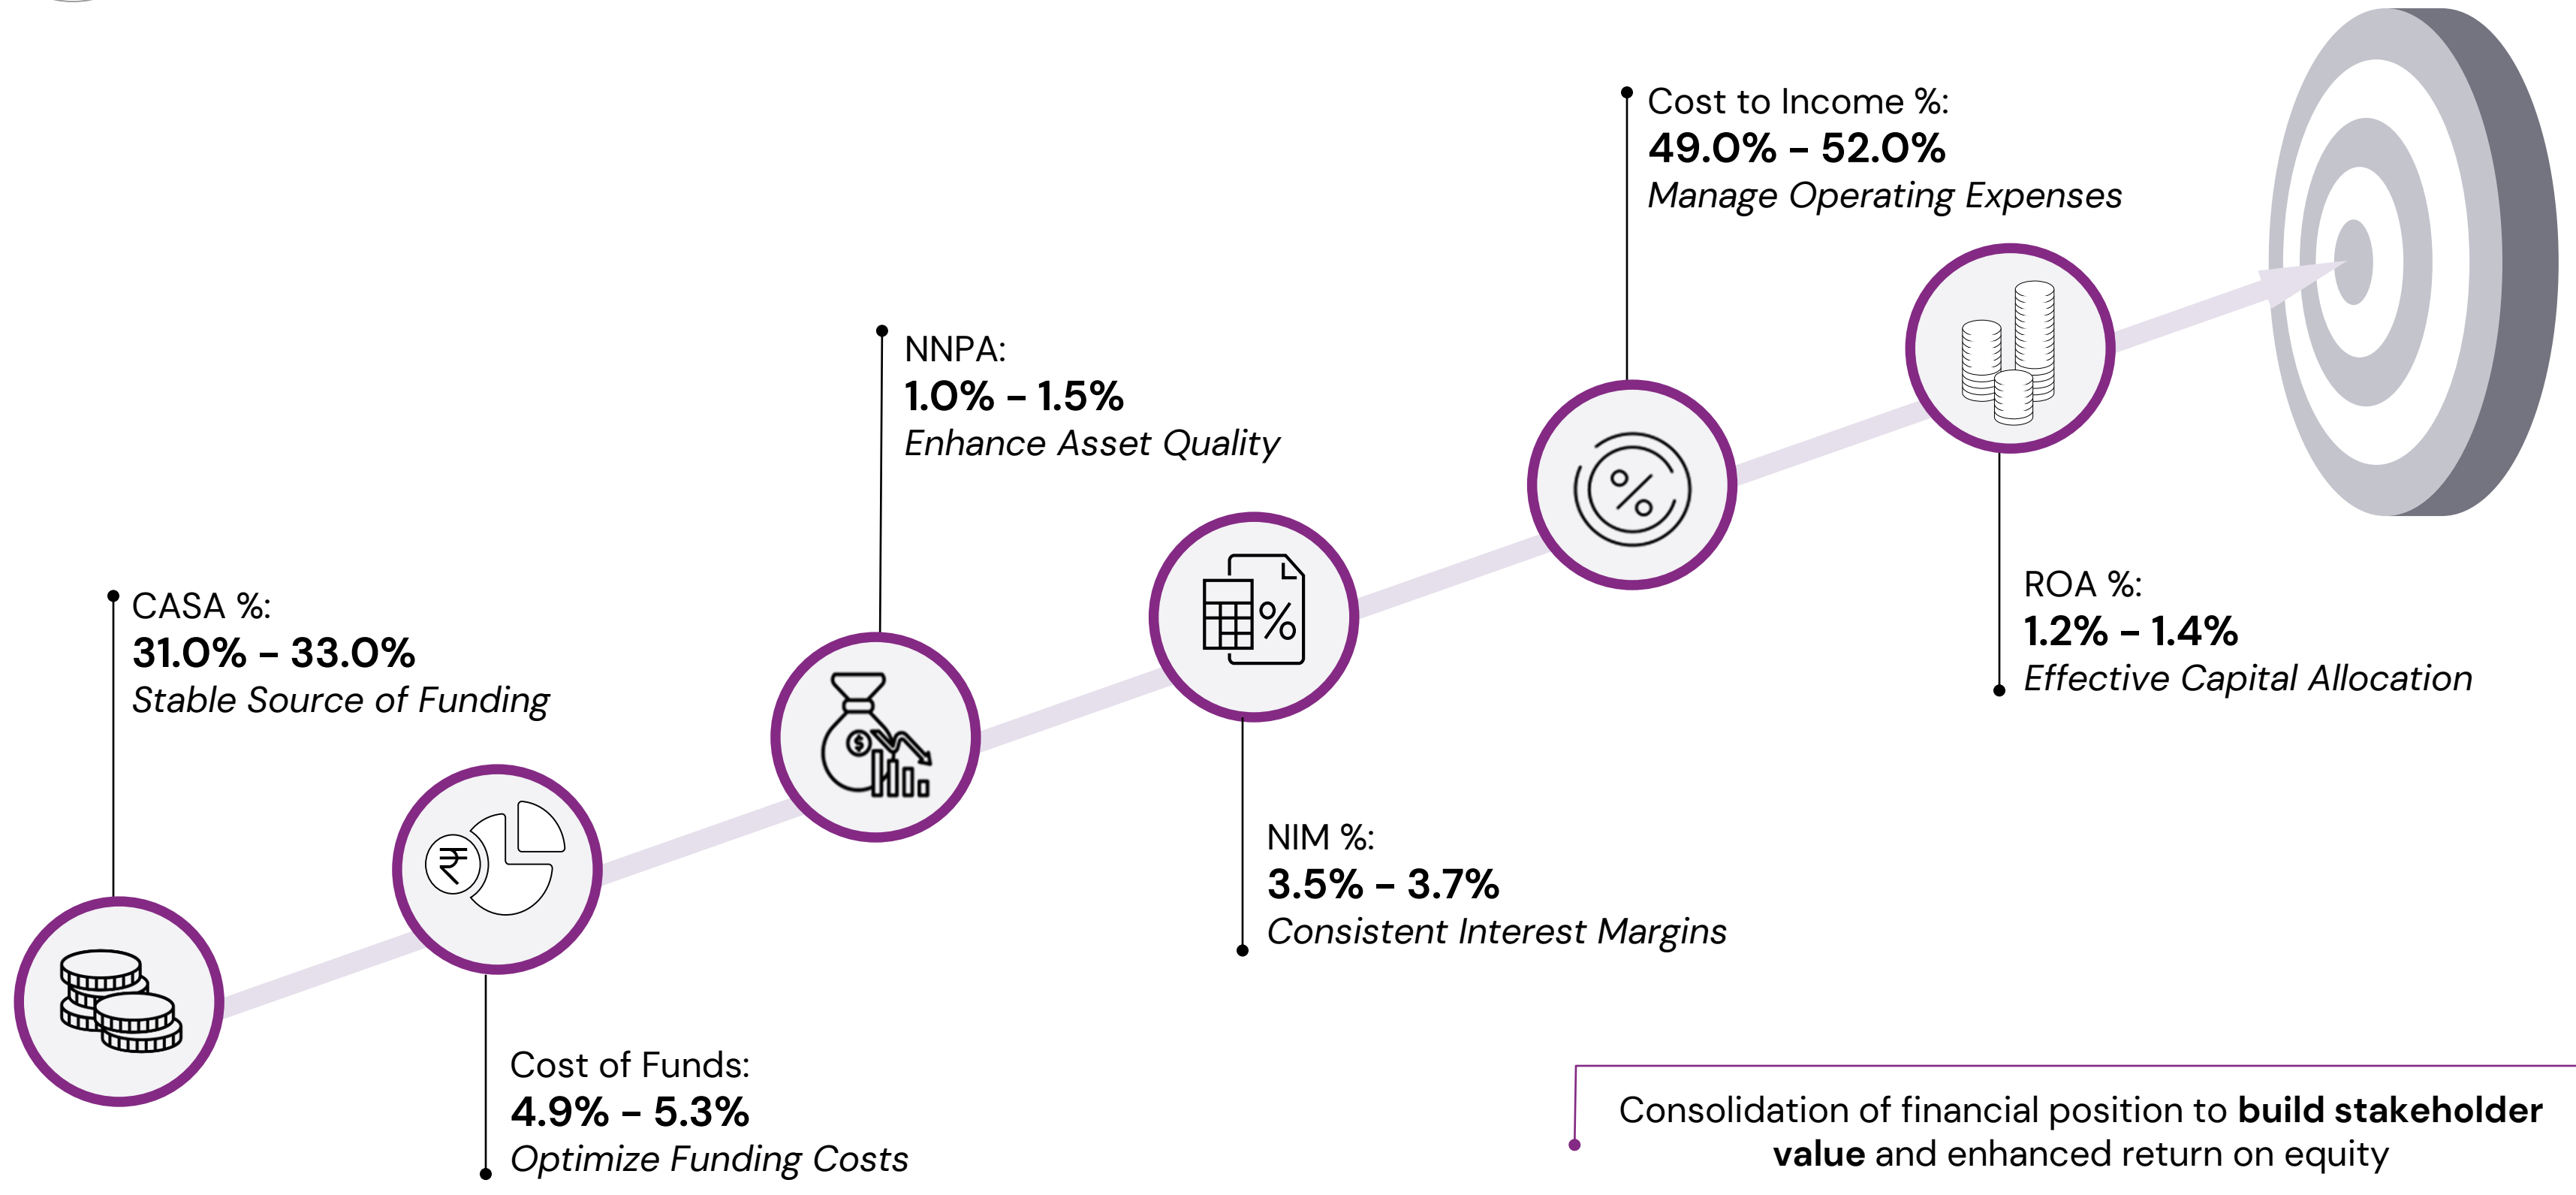 CASA %:
31.0% – 33.0%
Stable Source of Funding
Cost of Funds:
4.9% – 5.3%
Optimize Funding Costs
NNPA:
1.0% – 1.5%
Enhance Asset Quality
NIM %:
3.5% – 3.7%
Consistent Interest Margins
Cost to Income %:
49.0% – 52.0%
Manage Operating Expenses
ROA %:
1.2% – 1.4%
Effective Capital Allocation
₹
$
%
%
Consolidation of financial position to build stakeholder
value and enhanced return on equity